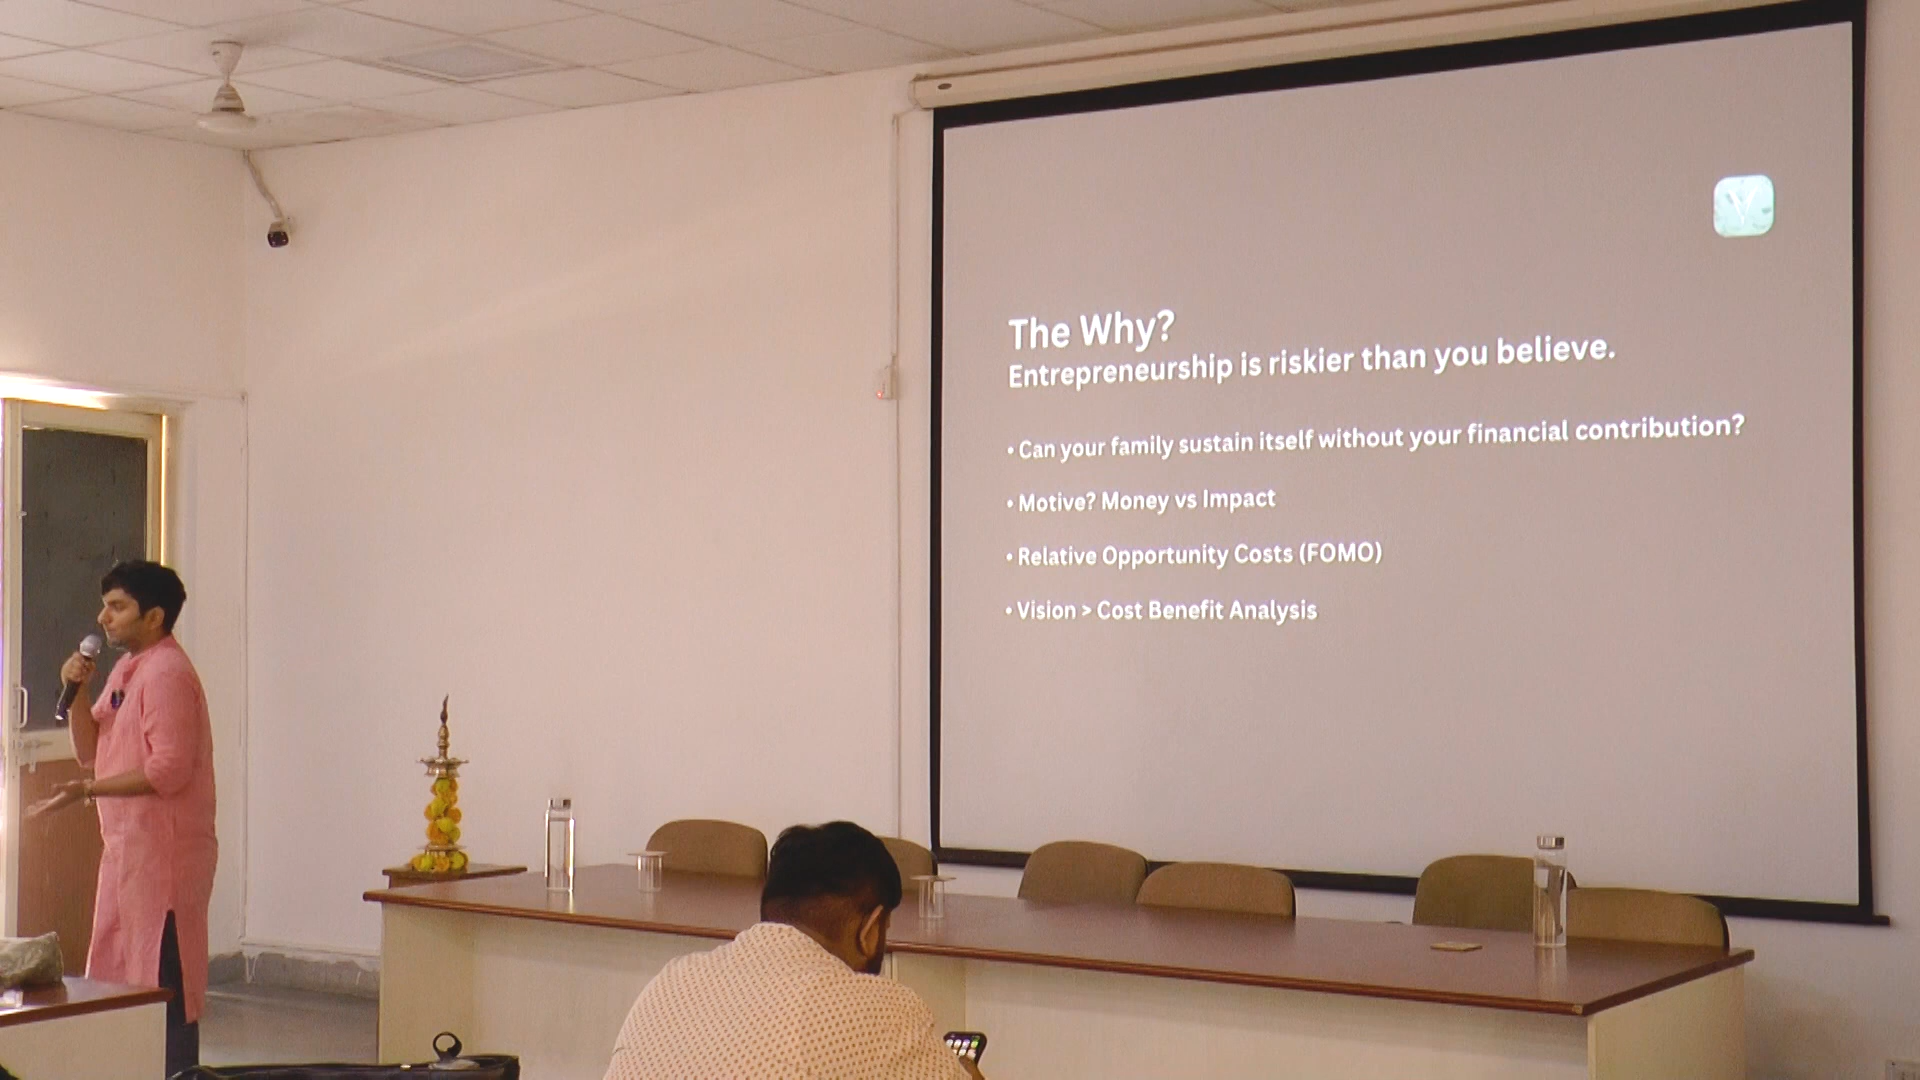 The Why?
Entrepreneurship is riskier than you believe.
• Can your family sustain itself without your financial contribution?
• Motive? Money vs Impact
• Relative Opportunity Costs (FOMO)
• Vision > Cost Benefit Analysis